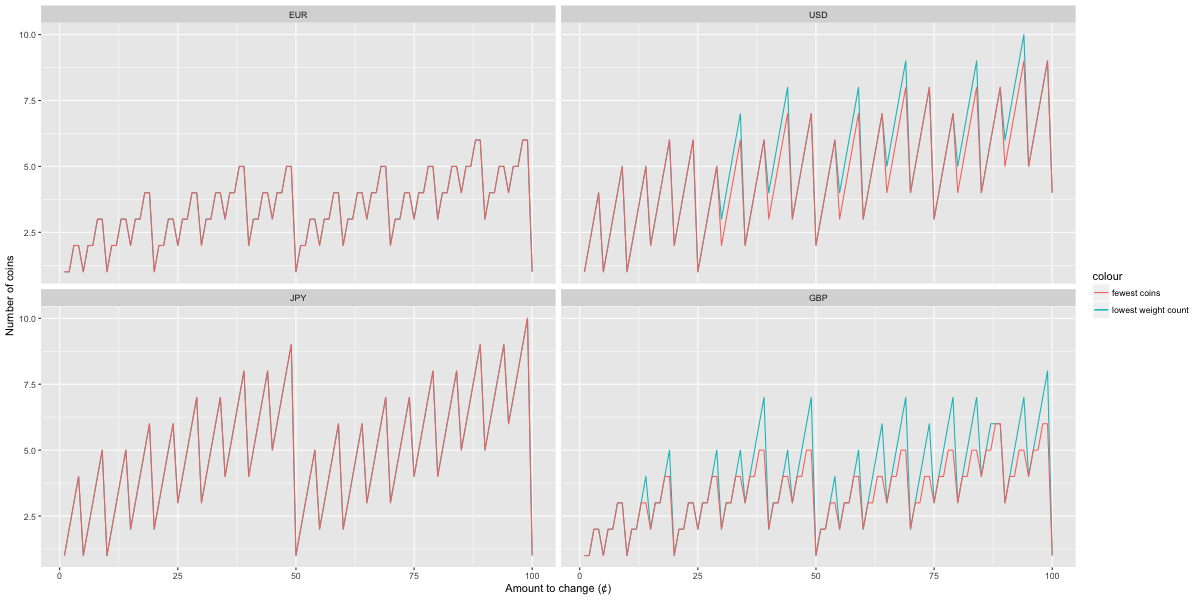 EUR
USD
10.0
7.5
5.0
2.5
JPY
GBP
10.0
7.5
5.0
2.5
0
25
50
75
100
0
25
50
75
100
Amount to change (¢)
Number of coins
colour
fewest coins
lowest weight count